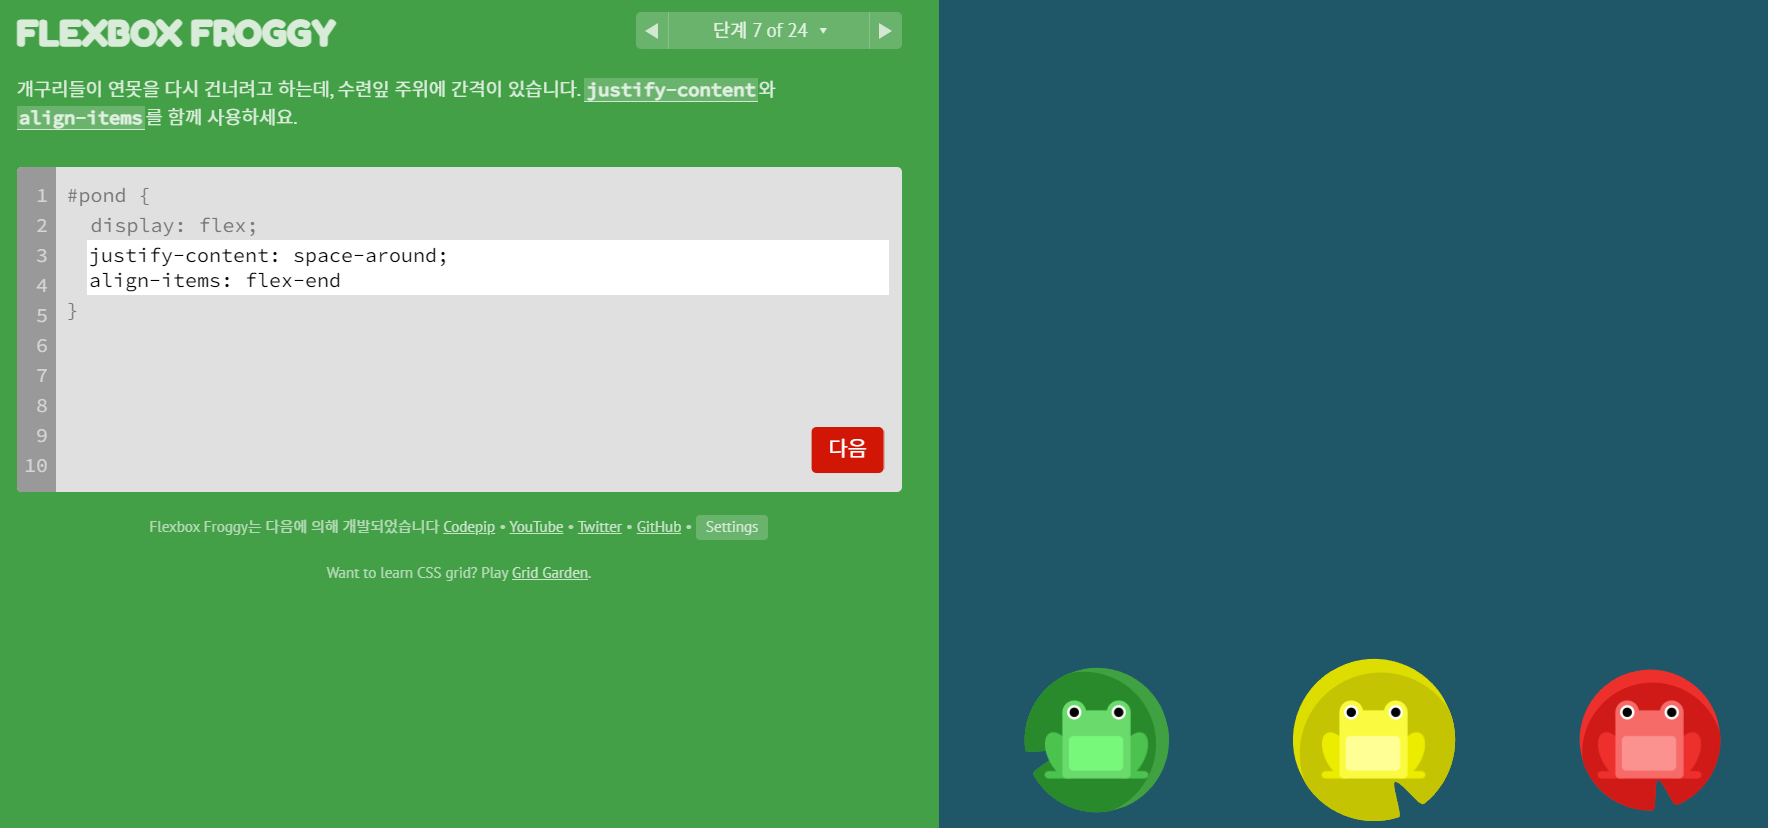 FLEXBOX FROGGY
◀ 단계 7 of 24 ▼ ▶
개구리들이 연못을 다시 건너려고 하는데, 수련잎 주위에 간격이 있습니다. justify-content와
align-items를 함께 사용하세요.
1 #pond {
2 display: flex;
3 justify-content: space-around;
4 align-items: flex-end
5 }
6
7
8
9
10
다음
Flexbox Froggy는 다음에 의해 개발되었습니다 Codepip • YouTube • Twitter • GitHub • Settings
Want to learn CSS grid? Play Grid Garden.